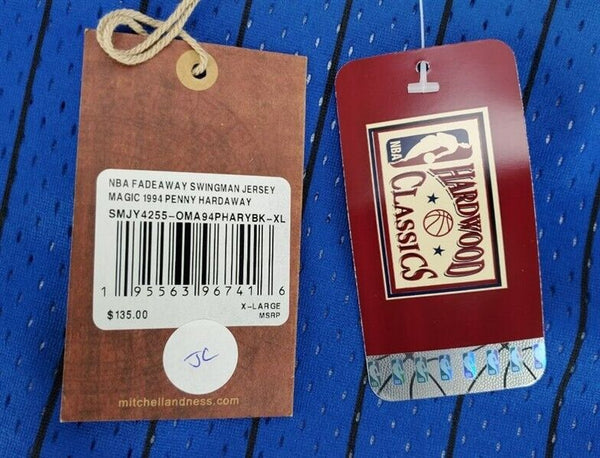 NBA FADEAWAY SWINGMAN JERSEY
MAGIC 1994 PENNY HARDAWAY
SMJY4255-OMA94PHARYBK-XL
1 95563 96741 6
X-LARGE
$135.00 MSRP
JC
mitchellandness.com
NBA
HARDWOOD
CLASSICS